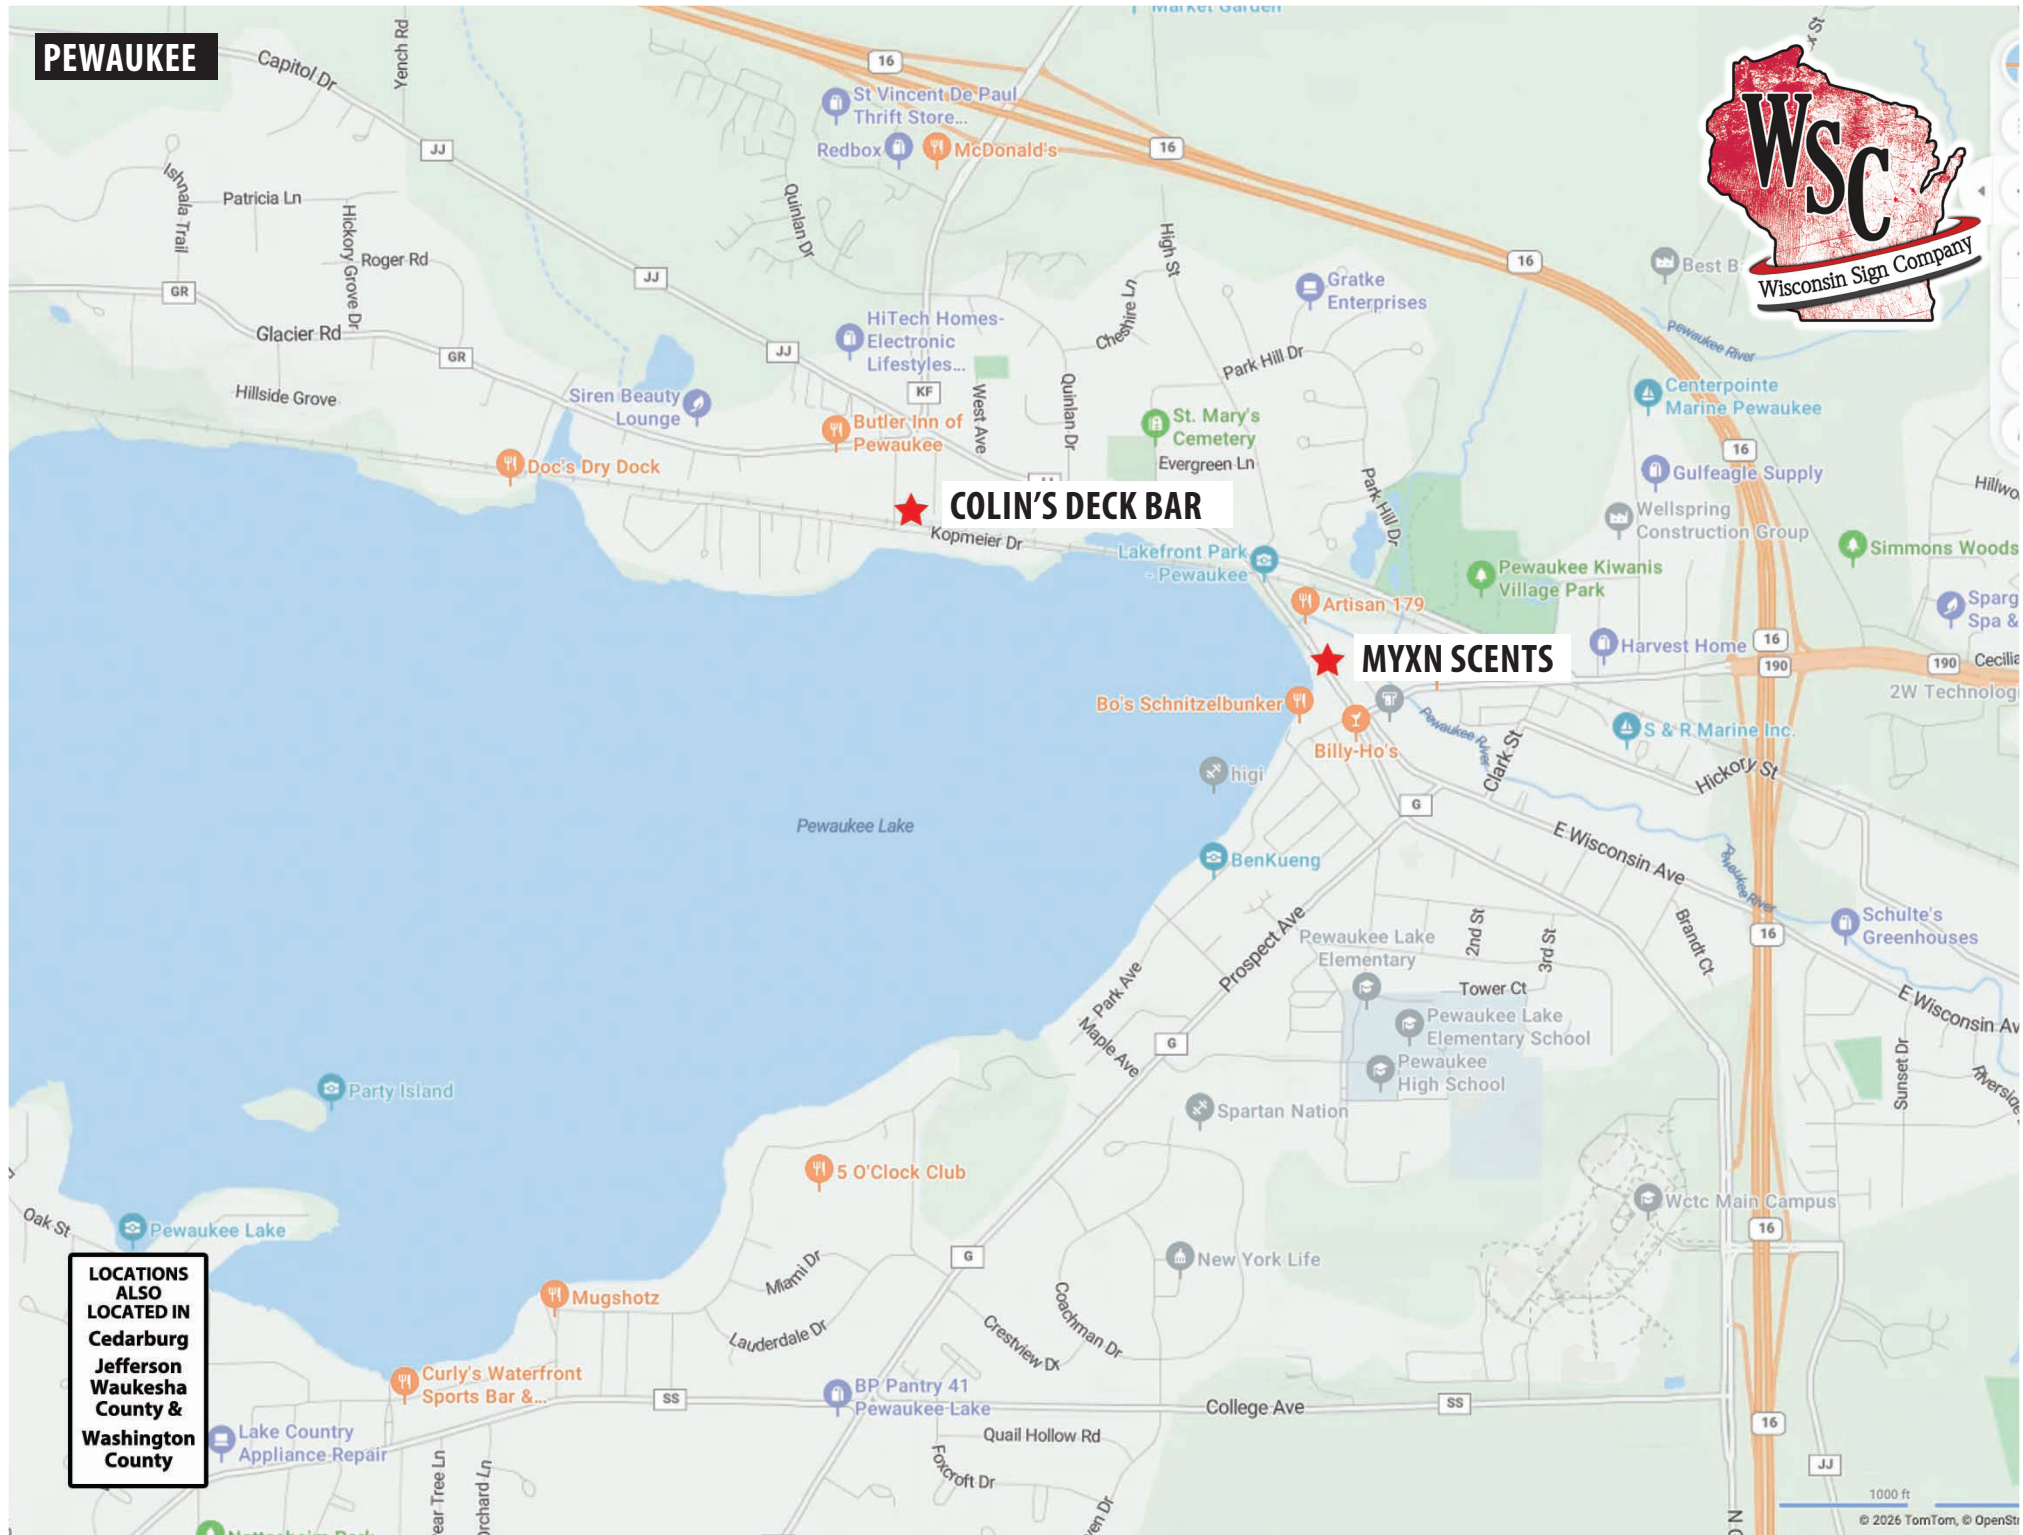 Market Garden
PEWAUKEE
Capitol Dr
Yench Rd
16
St Vincent De Paul
Thrift Store...
Redbox
McDonald's
JJ
16
WSC
Wisconsin Sign Company
Ishnala Trail
Patricia Ln
Hickory Grove Dr
Roger Rd
Quinlan Dr
High St
16
GR
JJ
Gratke
Enterprises
Glacier Rd
GR
JJ
HiTech Homes-
Electronic
Lifestyles...
Cheshire Ln
Park Hill Dr
Pewaukee River
Hillside Grove
Siren Beauty
Lounge
KF
West Ave
Quinlan Dr
Centerpointe
Marine Pewaukee
Butler Inn of
Pewaukee
St. Mary's
Cemetery
Evergreen Ln
16
Doc's Dry Dock
Park Hill Dr
Gulfeagle Supply
COLIN'S DECK BAR
Wellspring
Construction Group
Kopmeier Dr
Lakefront Park
- Pewaukee
Simmons Woods
Pewaukee Kiwanis
Village Park
Artisan 179
Spa &
MYXN SCENTS
Harvest Home
16
190
190
Bo's Schnitzelbunker
Billy-Ho's
Pewaukee River
Clark St
S & R Marine Inc.
Hickory St
higi
G
Pewaukee Lake
BenKueng
E Wisconsin Ave
Pewaukee River
Prospect Ave
Pewaukee Lake
Elementary
2nd St
3rd St
Brandt Ct
16
Schulte's
Greenhouses
Park Ave
Maple Ave
Tower Ct
E Wisconsin Av
G
Pewaukee Lake
Elementary School
Pewaukee
High School
Sunset Dr
Party Island
Spartan Nation
5 O'Clock Club
Wctc Main Campus
Oak St
Pewaukee Lake
16
G
New York Life
LOCATIONS
ALSO
LOCATED IN
Cedarburg
Jefferson
Waukesha
County &
Washington
County
Miami Dr
Mugshotz
Lauderdale Dr
Crestview Dr
Coachman Dr
Curly's Waterfront
Sports Bar &...
SS
BP Pantry 41
Pewaukee Lake
College Ave
SS
16
Lake Country
Appliance Repair
Quail Hollow Rd
Foxcroft Dr
JJ
1000 ft
© 2026 TomTom, © OpenStr